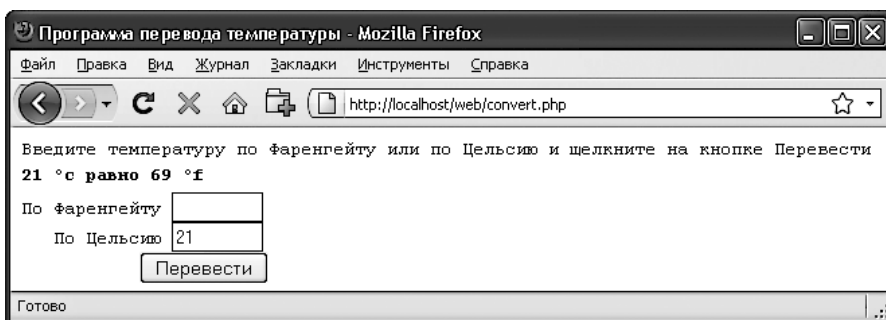 Программа перевода температуры - Mozilla Firefox
Файл Правка Вид Журнал Закладки Инструменты Справка
http://localhost/web/convert.php
Введите температуру по Фаренгейту или по Цельсию и щелкните на кнопке Перевести
21 °c равно 69 °f
По Фаренгейту
По Цельсию 21
Перевести
Готово